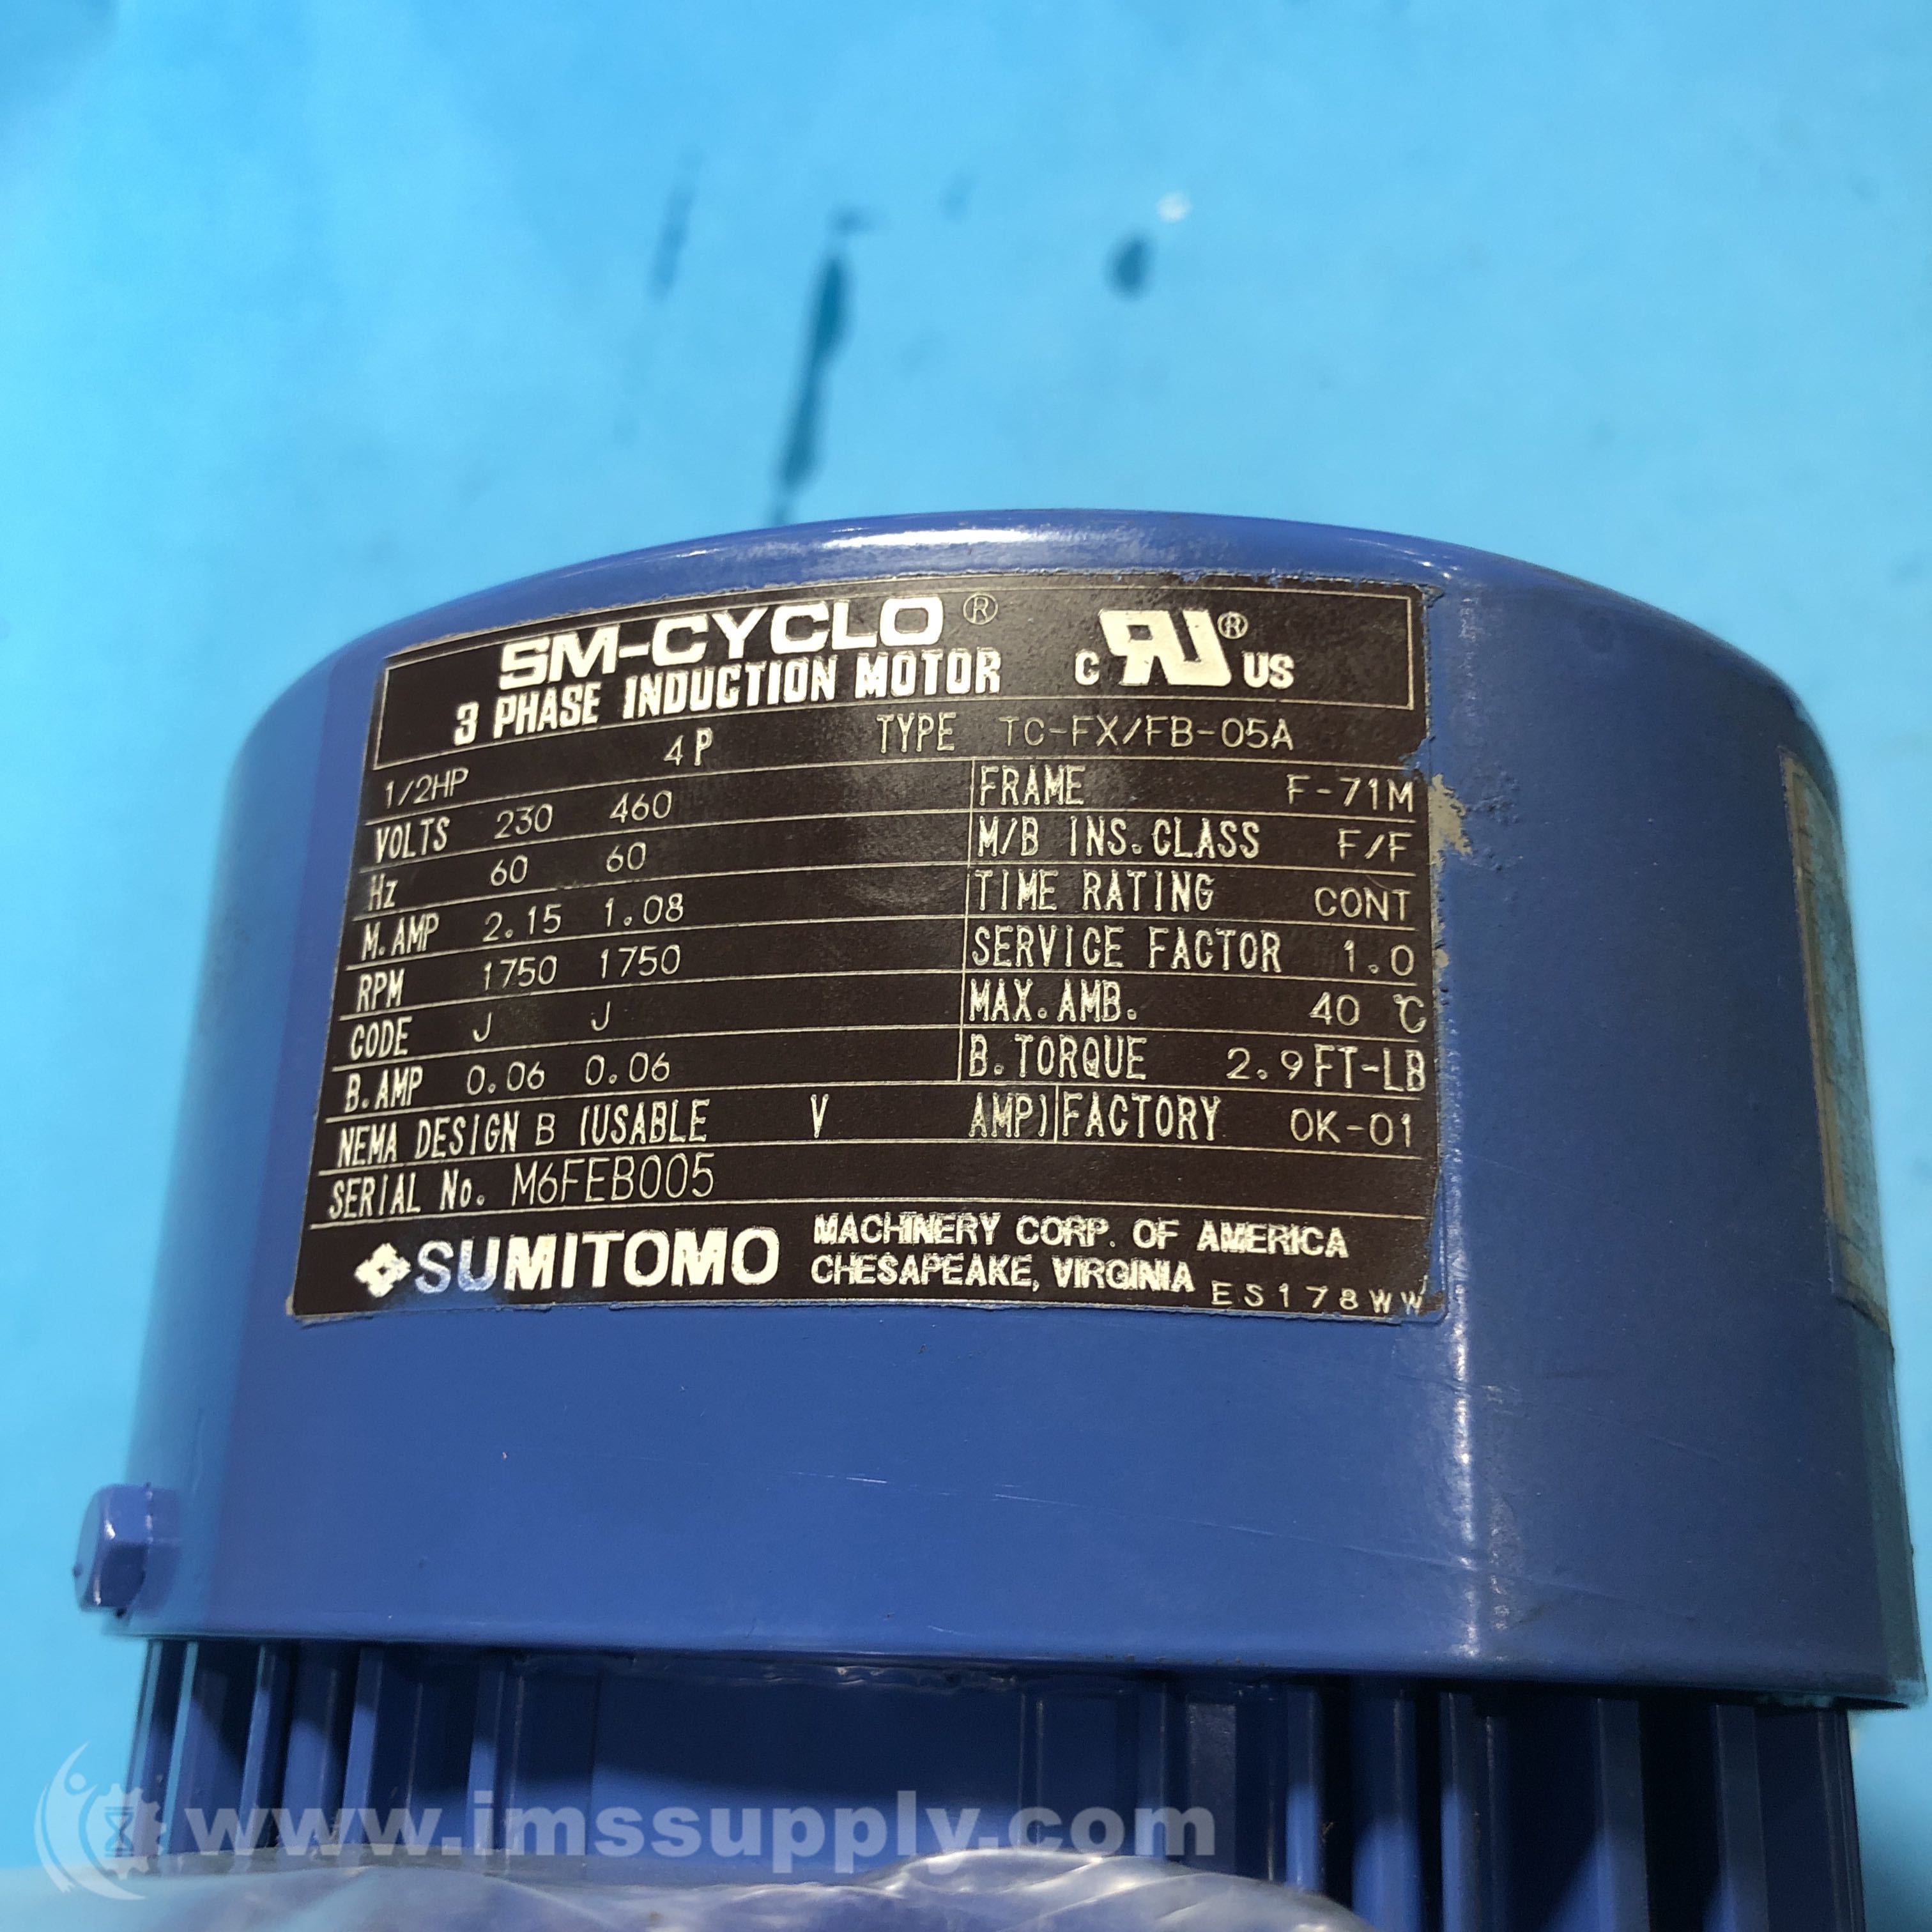 SM-CYCLO®
3 PHASE INDUCTION MOTOR
C RU® US
1/2HP 4P TYPE TC-FX/FB-05A
VOLTS 230 460
Hz 60 60
M.AMP 2.15 1.08
RPM 1750 1750
CODE J J
B.AMP 0.06 0.06
FRAME F-71M
M/B INS.CLASS F/F
TIME RATING CONT
SERVICE FACTOR 1.0
MAX.AMB. 40 ℃
B.TORQUE 2.9FT-LB
NEMA DESIGN B (USABLE V AMP) FACTORY OK-01
SERIAL No. M6FEB005
SUMITOMO
MACHINERY CORP. OF AMERICA
CHESAPEAKE, VIRGINIA ES178WW
www.imssupply.com